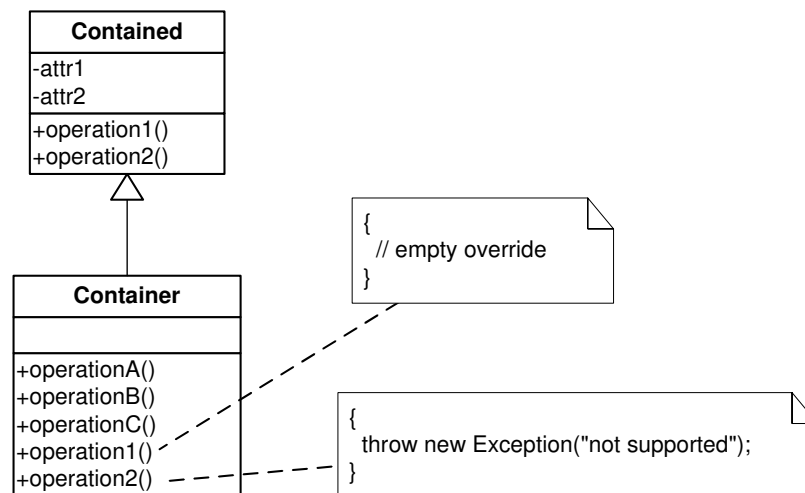 Contained
-attr1
-attr2
+operation1()
+operation2()
{
// empty override
}
Container
+operationA()
+operationB()
+operationC()
+operation1()
+operation2()
{
throw new Exception("not supported");
}